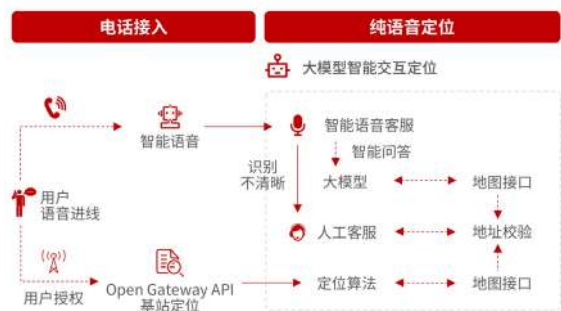 电话接入
纯语音定位
大模型智能交互定位
智能语音
智能语音客服
智能问答
识别
不清晰
大模型
地图接口
用户
语音进线
人工客服
地址校验
用户授权
Open Gateway API
基站定位
定位算法
地图接口